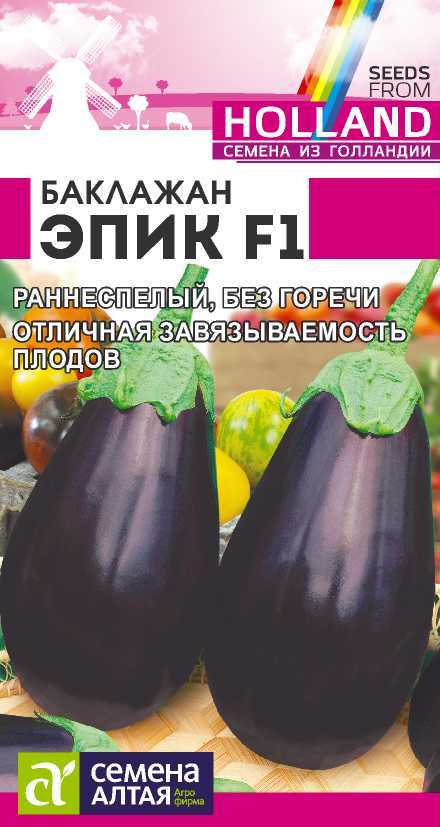 SEEDS
FROM
HOLLAND
СЕМЕНА ИЗ ГОЛЛАНДИИ
БАКЛАЖАН
ЭПИК F1
РАННЕСПЕЛЫЙ, БЕЗ ГОРЕЧИ
ОТЛИЧНАЯ ЗАВЯЗЫВАЕМОСТЬ
ПЛОДОВ
семена
АЛТАЯ Агро
фирма